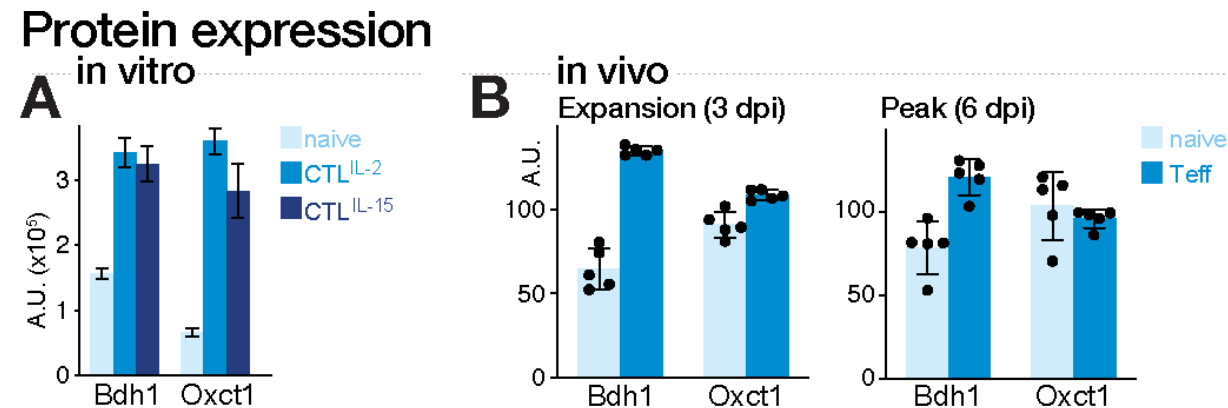 Protein expression
in vitro
in vivo
A
B
Expansion (3 dpi)
Peak (6 dpi)
naive
CTL^IL-2
CTL^IL-15
A.U. (x10⁵)
3
2
1
0
Bdh1 Oxct1
A.U.
100
50
0
Bdh1 Oxct1
100
50
0
Bdh1 Oxct1
naive
Teff